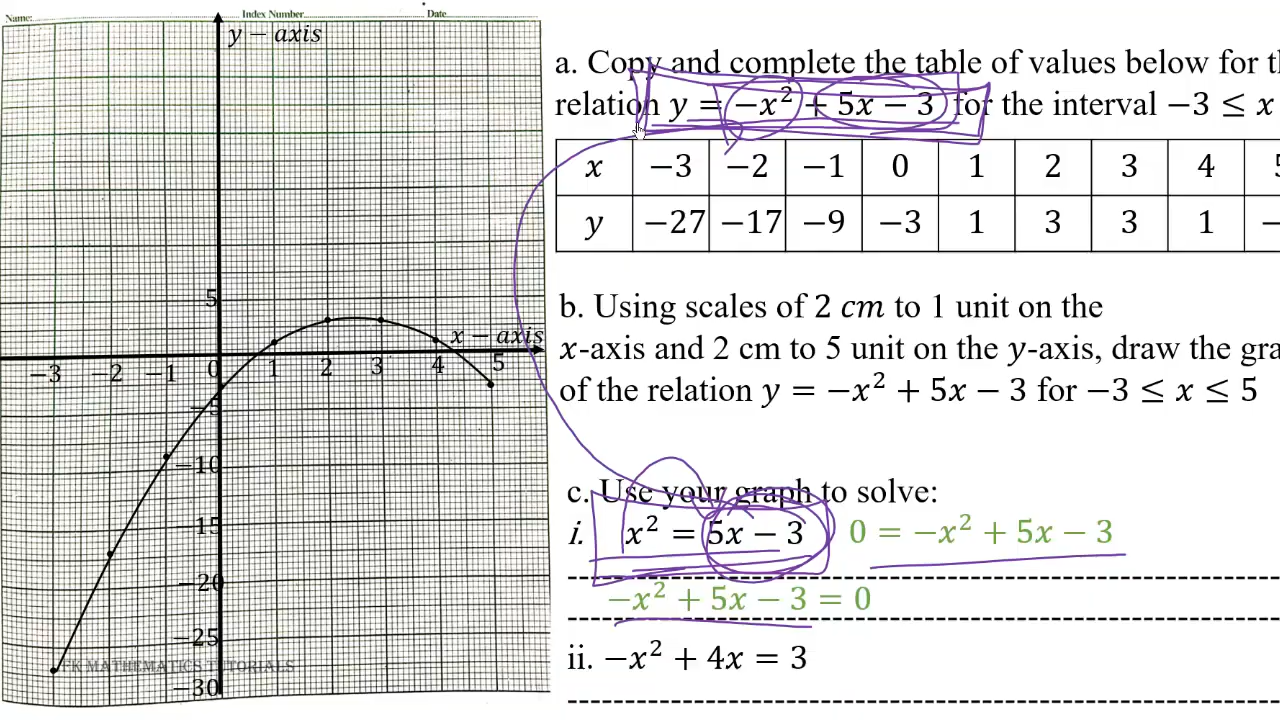 Name: Index Number Date
y − axis
5
x − axis
−3 −2 −1 0 1 2 3 4 5
−5
−10
−15
−20
−25
FK MATHEMATICS TUTORIALS
−30
a. Copy and complete the table of values below for
relation y = −x² + 5x − 3 for the interval −3 ≤ x
x −3 −2 −1 0 1 2 3 4
y −27 −17 −9 −3 1 3 3 1 −
b. Using scales of 2 cm to 1 unit on the
x-axis and 2 cm to 5 unit on the y-axis, draw the
of the relation y = −x² + 5x − 3 for −3 ≤ x ≤ 5
c. Use your graph to solve:
i. x² = 5x − 3 0 = −x² + 5x − 3
−x² + 5x − 3 = 0
ii. −x² + 4x = 3